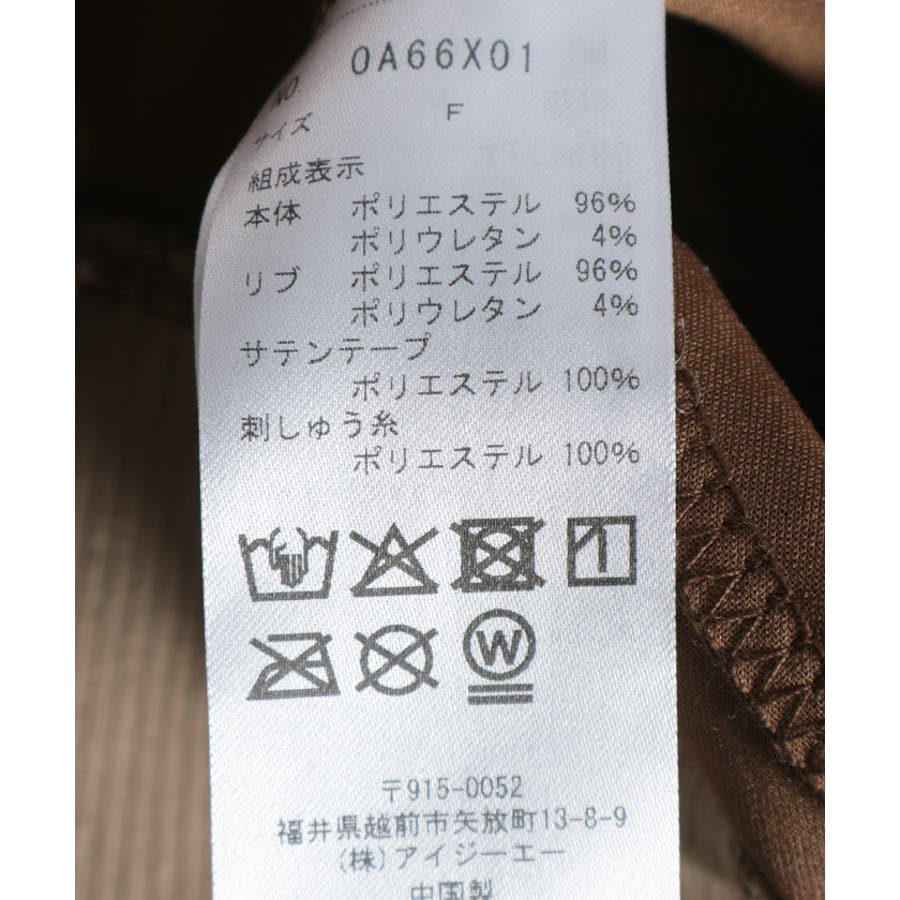 NO. 0A66X01
サイズ F
組成表示
本体 ポリエステル 96%
ポリウレタン 4%
リブ ポリエステル 96%
ポリウレタン 4%
サテンテープ
ポリエステル 100%
刺しゅう糸
ポリエステル 100%
W
〒915-0052
福井県越前市矢放町13-8-9
(株)アイジーエー
中国製